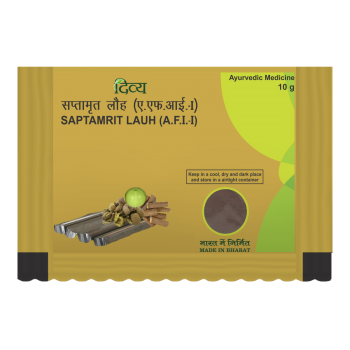 दिव्य
सप्तामृत लौह (ए.एफ.आई.-I)
SAPTAMRIT LAUH (A.F.I.-I)
Ayurvedic Medicine
10 g
Keep in a cool, dry and dark place
and store in a airtight container
भारत में निर्मित
MADE IN BHARAT